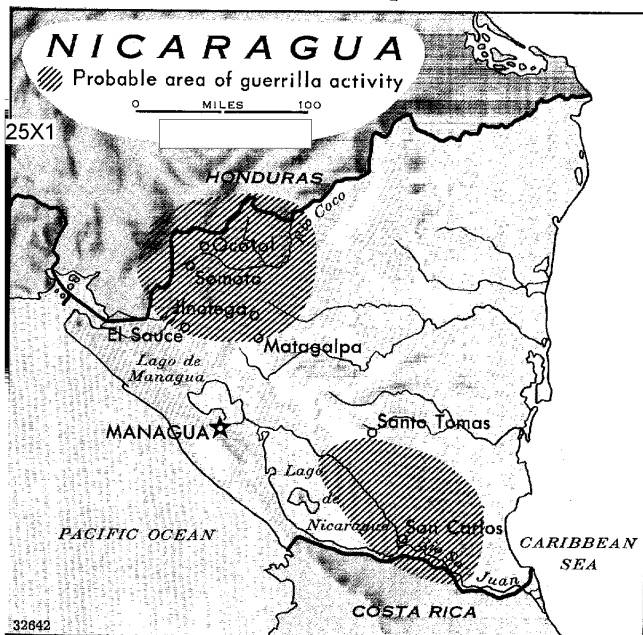 NICARAGUA
Probable area of guerrilla activity
0 MILES 100
25X1
HONDURAS
Rio Coco
Ocotal
Somoto
Jinotega
El Sauce
Matagalpa
Lago de
Managua
MANAGUA
Santo Tomas
Lago
de
Nicaragua
San Carlos
Rio San
Juan
PACIFIC OCEAN
CARIBBEAN
SEA
COSTA RICA
32642